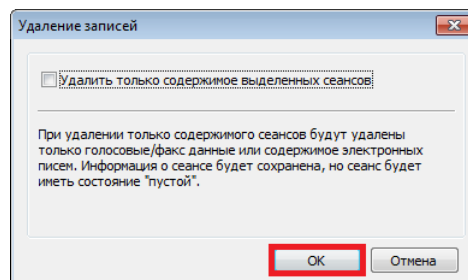 Удаление записей
Удалить только содержимое выделенных сеансов
При удалении только содержимого сеансов будут удалены
только голосовые/факс данные или содержимое электронных
писем. Информация о сеансе будет сохранена, но сеанс будет
иметь состояние "пустой".
OK
Отмена